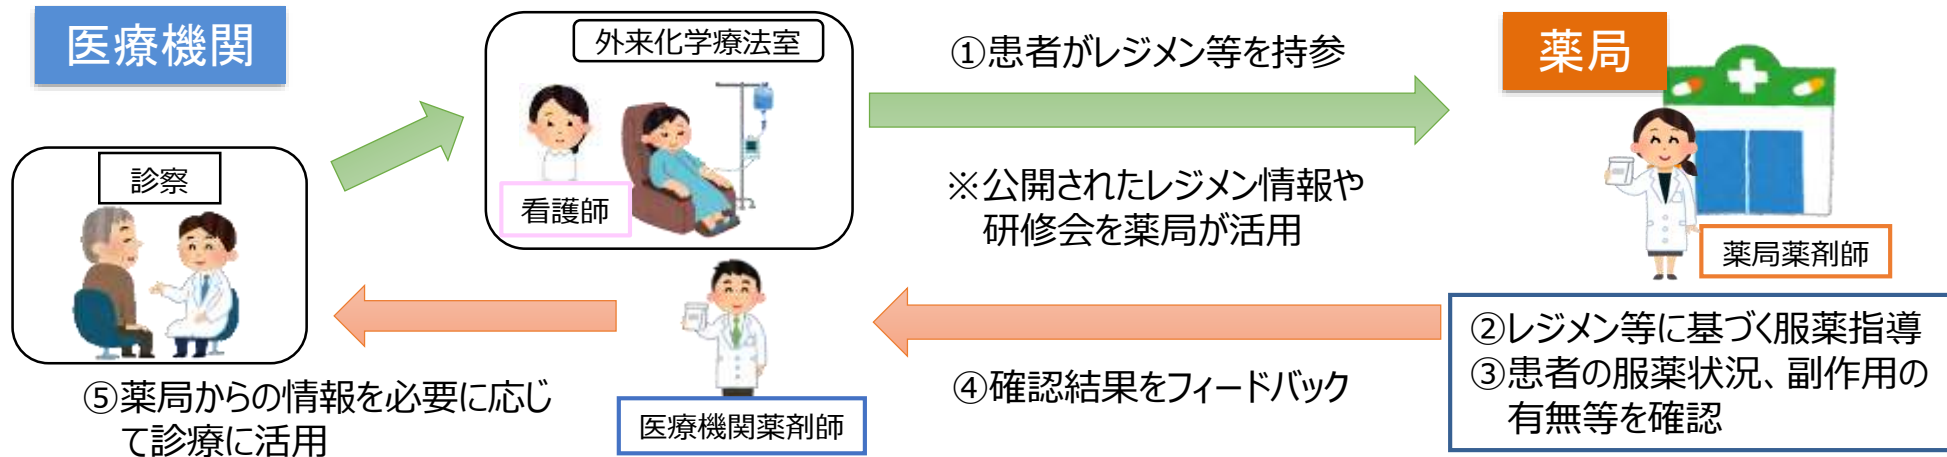 医療機関
外来化学療法室
①患者がレジメン等を持参
薬局
診察
看護師
※公開されたレジメン情報や
研修会を薬局が活用
薬局薬剤師
②レジメン等に基づく服薬指導
③患者の服薬状況、副作用の
有無等を確認
④確認結果をフィードバック
医療機関薬剤師
⑤薬局からの情報を必要に応じ
て診療に活用